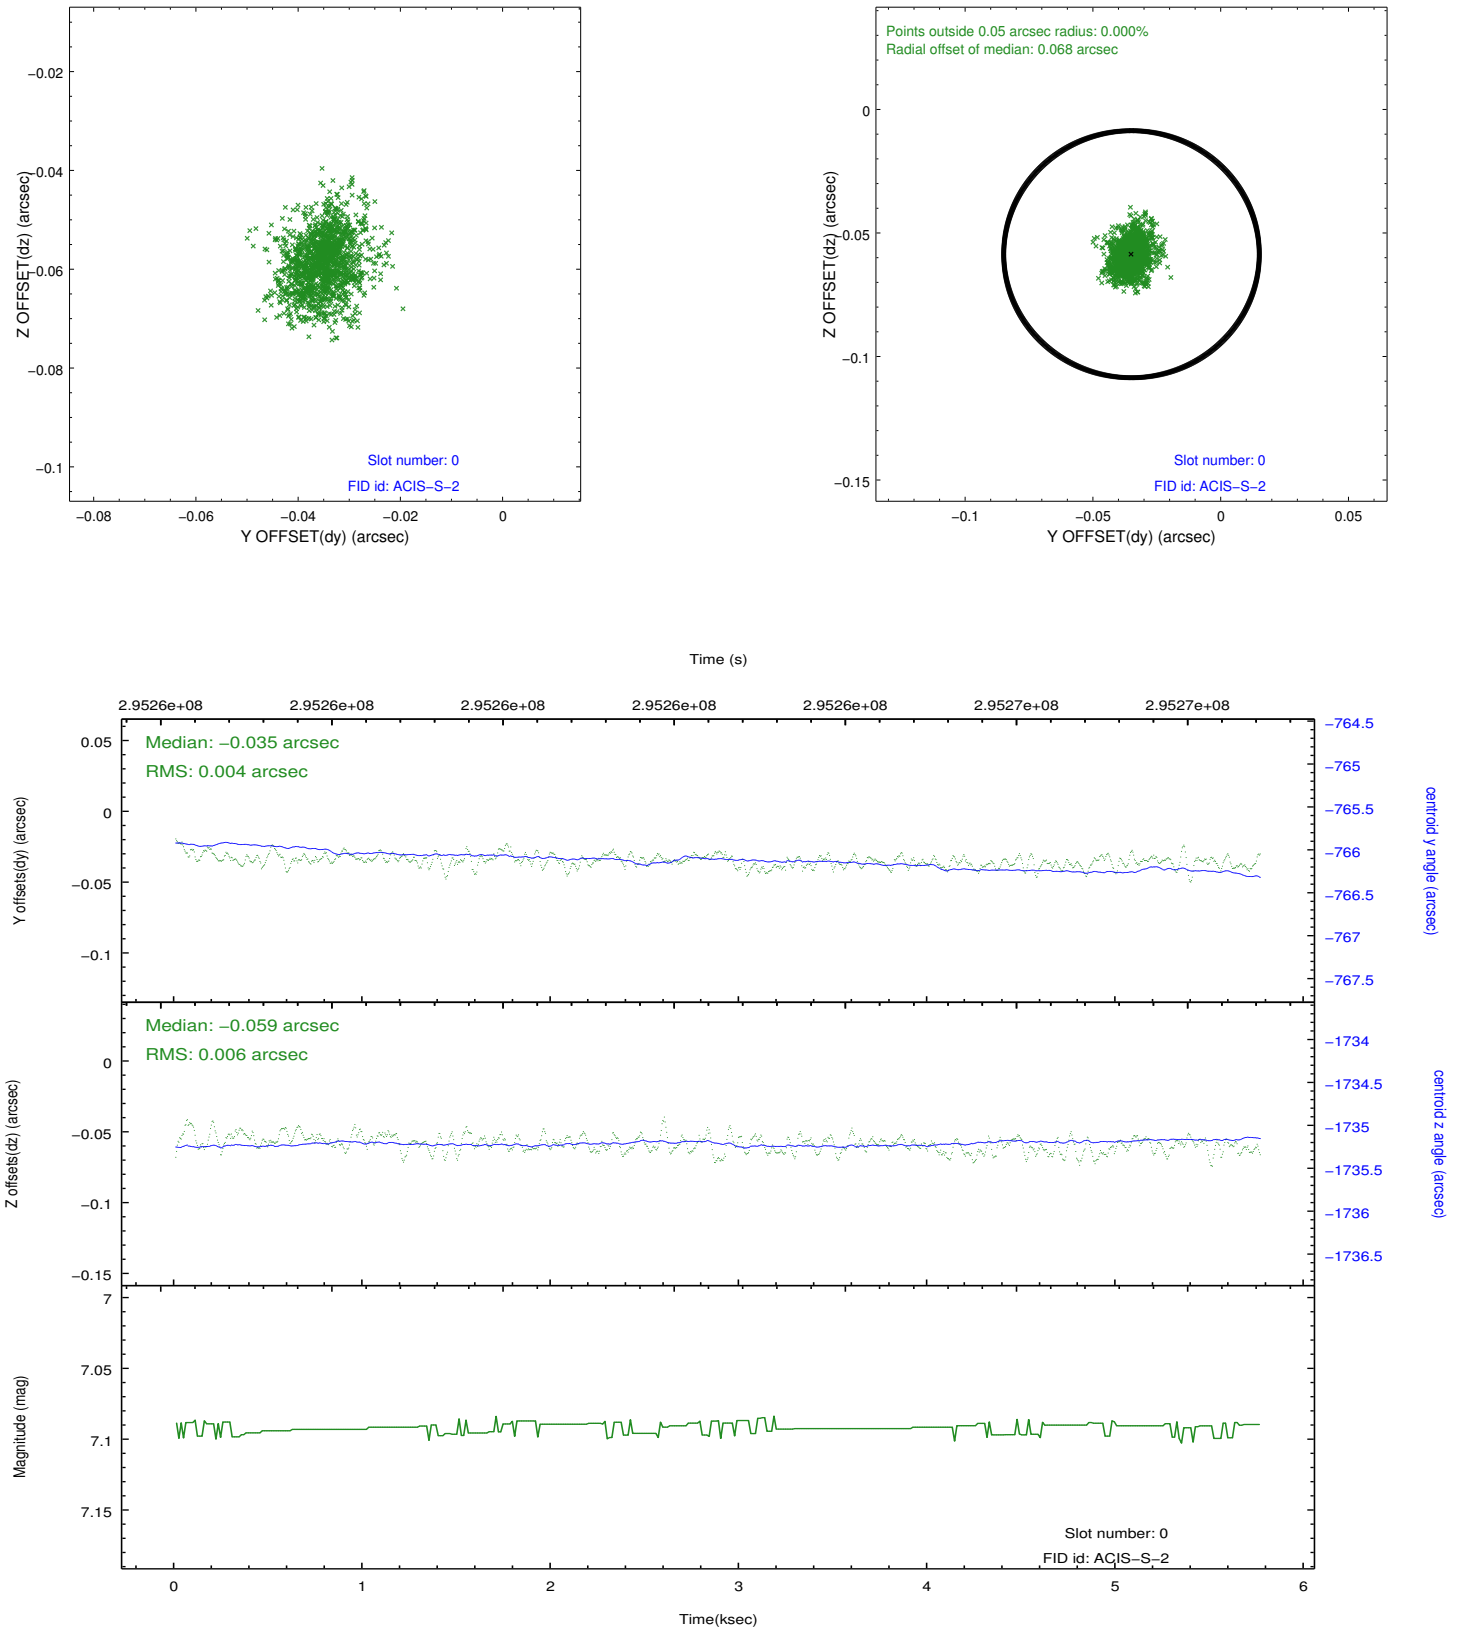 −0.02
−0.04
−0.06
−0.08
−0.1
Z OFFSET(dz) (arcsec)
Slot number: 0
FID id: ACIS−S−2
−0.08
−0.06
−0.04
−0.02
0
Y OFFSET(dy) (arcsec)
Points outside 0.05 arcsec radius: 0.000%
Radial offset of median: 0.068 arcsec
0
−0.05
−0.1
−0.15
Z OFFSET(dz) (arcsec)
Slot number: 0
FID id: ACIS−S−2
−0.1
−0.05
0
0.05
Y OFFSET(dy) (arcsec)
Time (s)
2.9526e+08
2.9526e+08
2.9526e+08
2.9526e+08
2.9526e+08
2.9527e+08
2.9527e+08
Median: −0.035 arcsec
RMS: 0.004 arcsec
0.05
0
−0.05
−0.1
Y offsets(dy) (arcsec)
−764.5
−765
−765.5
−766
−766.5
−767
−767.5
centroid y angle (arcsec)
Median: −0.059 arcsec
RMS: 0.006 arcsec
0
−0.05
−0.1
−0.15
Z offsets(dz) (arcsec)
−1734
−1734.5
−1735
−1735.5
−1736
−1736.5
centroid z angle (arcsec)
7
7.05
7.1
7.15
Magnitude (mag)
Slot number: 0
FID id: ACIS−S−2
0
1
2
3
4
5
6
Time(ksec)